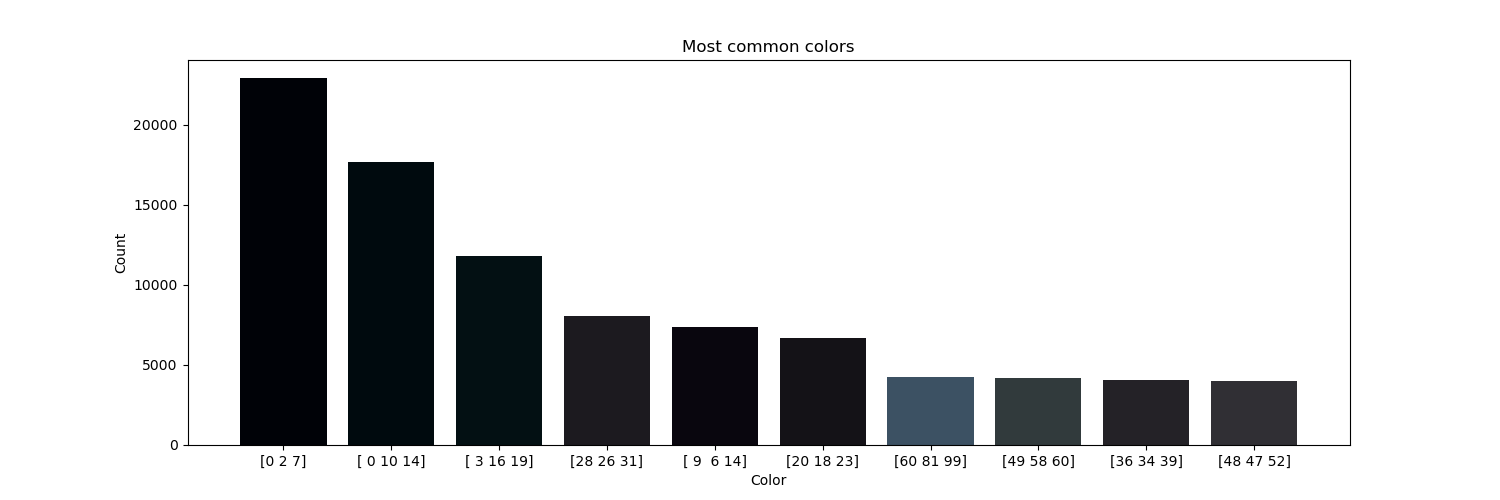 Most common colors
20000
15000
10000
5000
0
Count
[0 2 7] [ 0 10 14] [ 3 16 19] [28 26 31] [ 9  6 14] [20 18 23] [60 81 99] [49 58 60] [36 34 39] [48 47 52]
Color